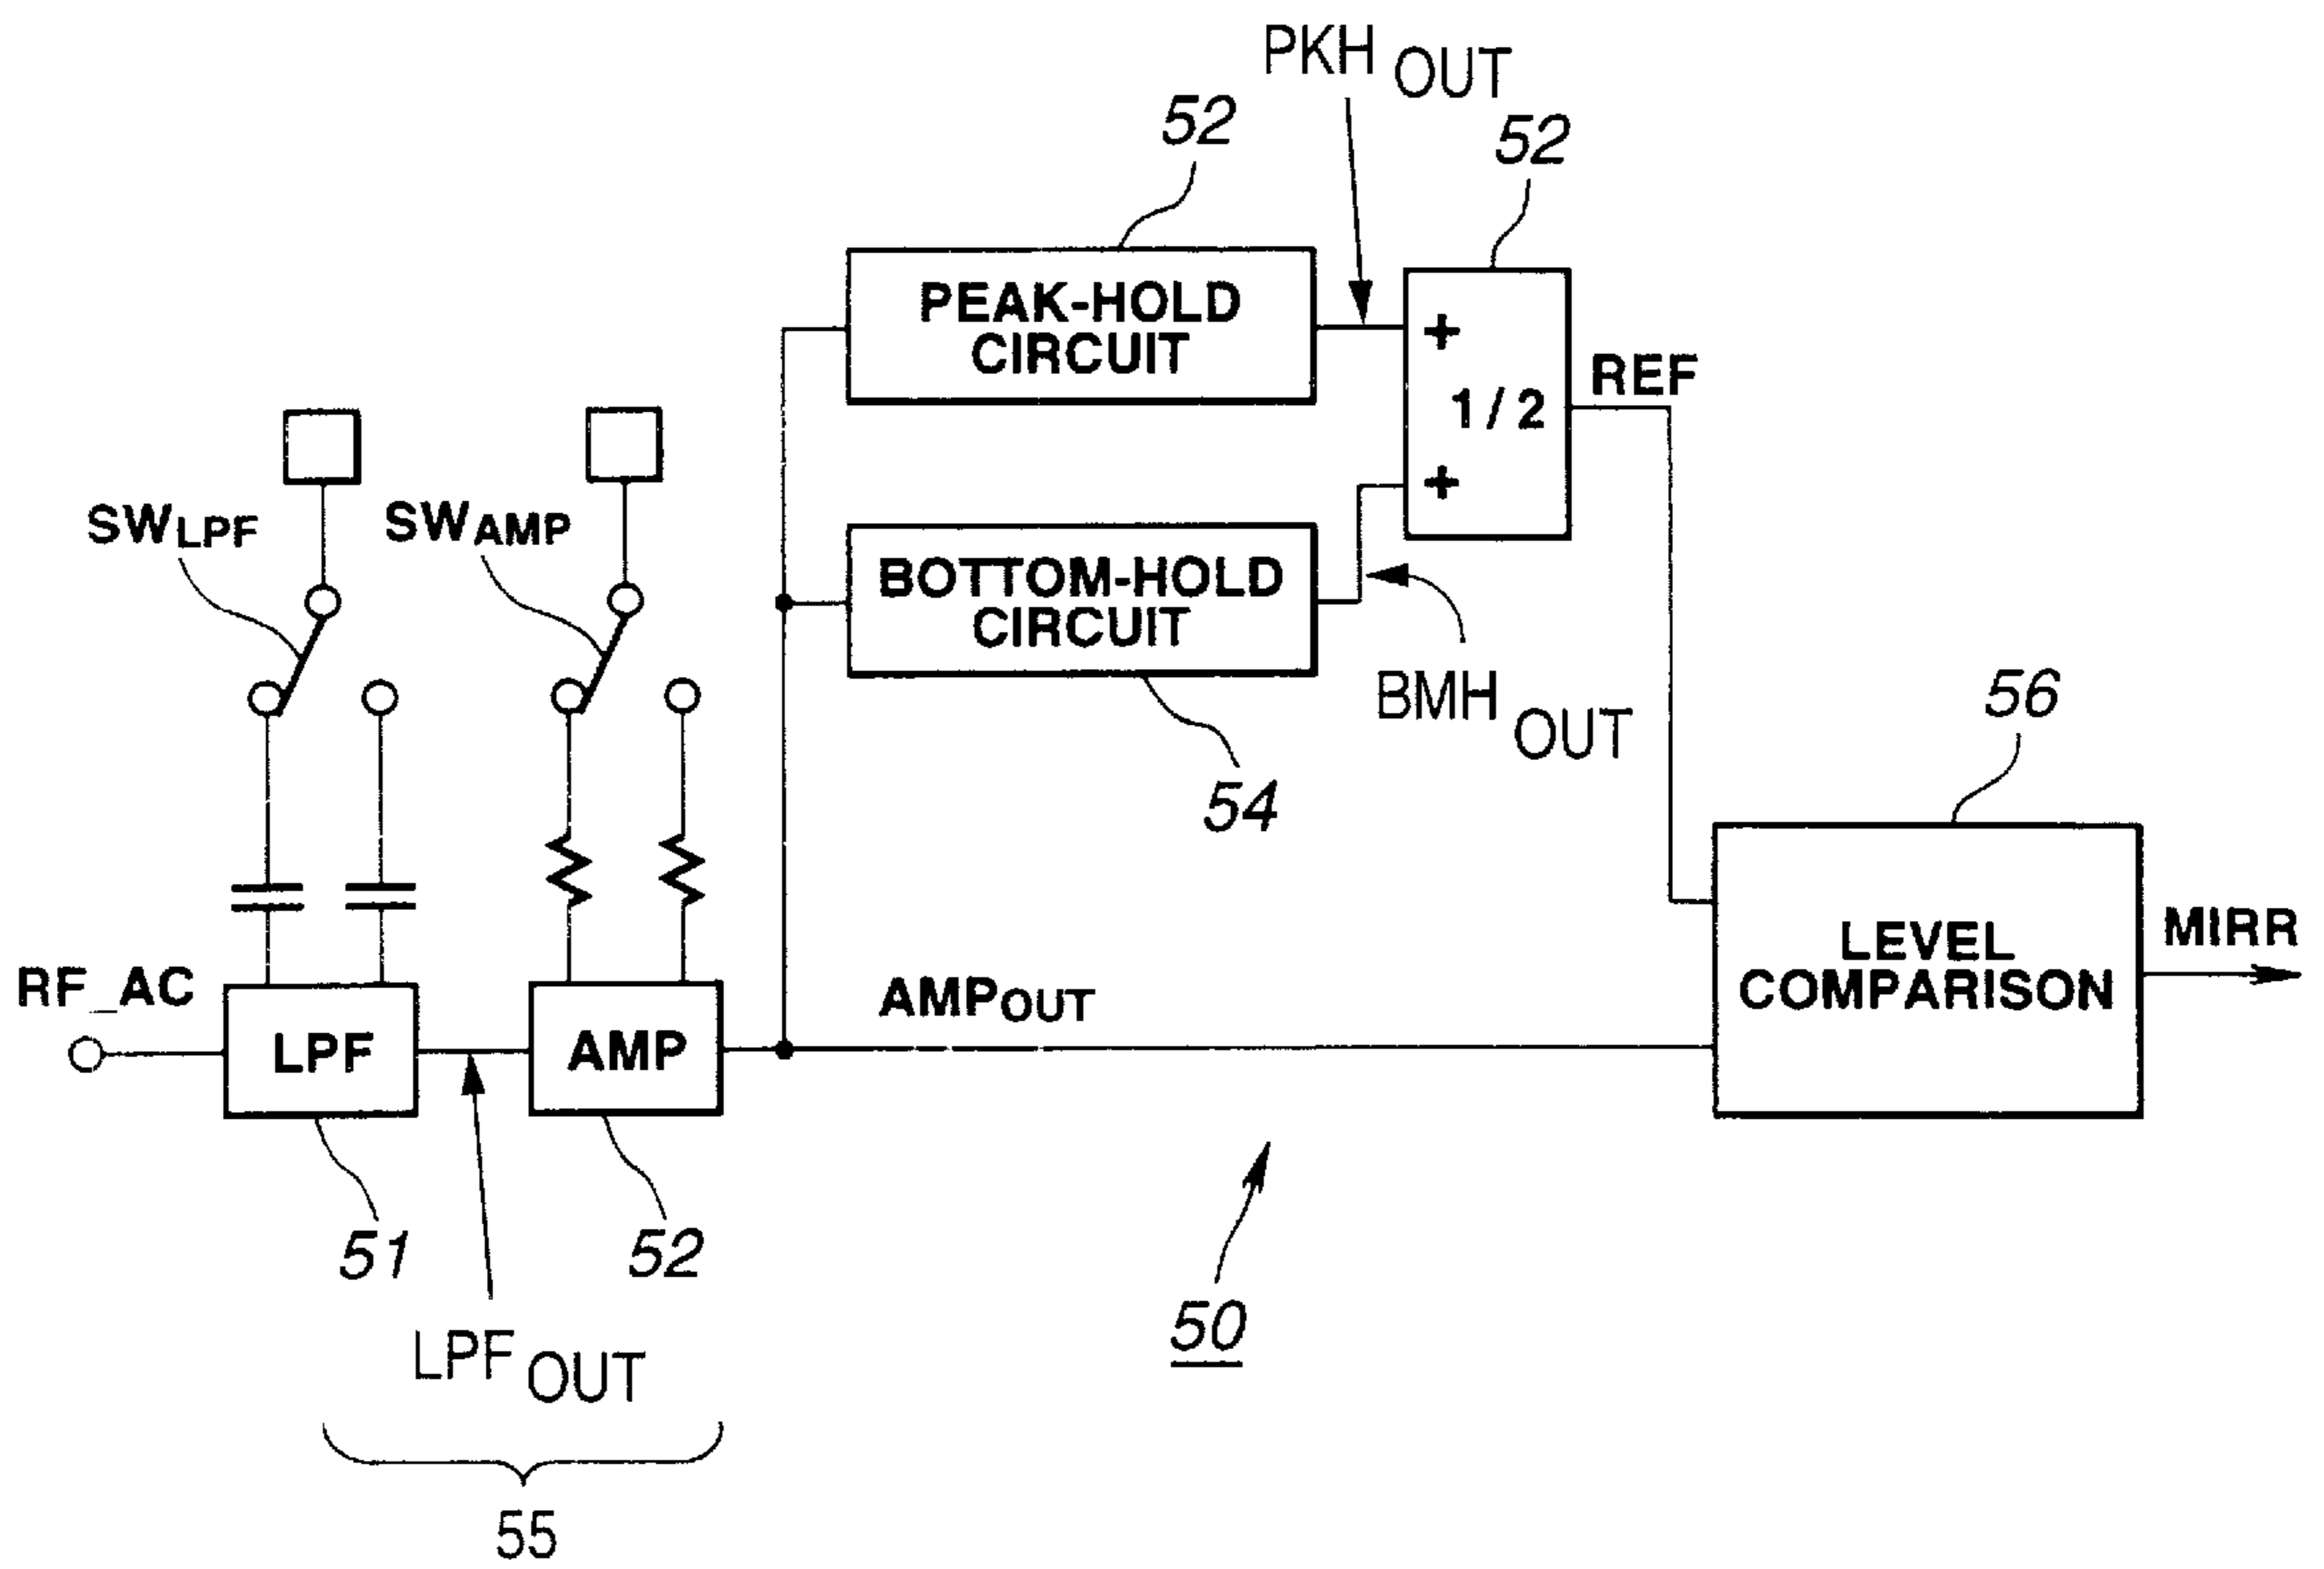 PKH OUT
52
52
PEAK-HOLD
CIRCUIT
+
1/2
+
REF
SWLPF
SWAMP
BOTTOM-HOLD
CIRCUIT
BMH OUT
54
56
RF_AC
LPF
AMP
AMPOUT
LEVEL
COMPARISON
MIRR
51
52
LPF OUT
50
55